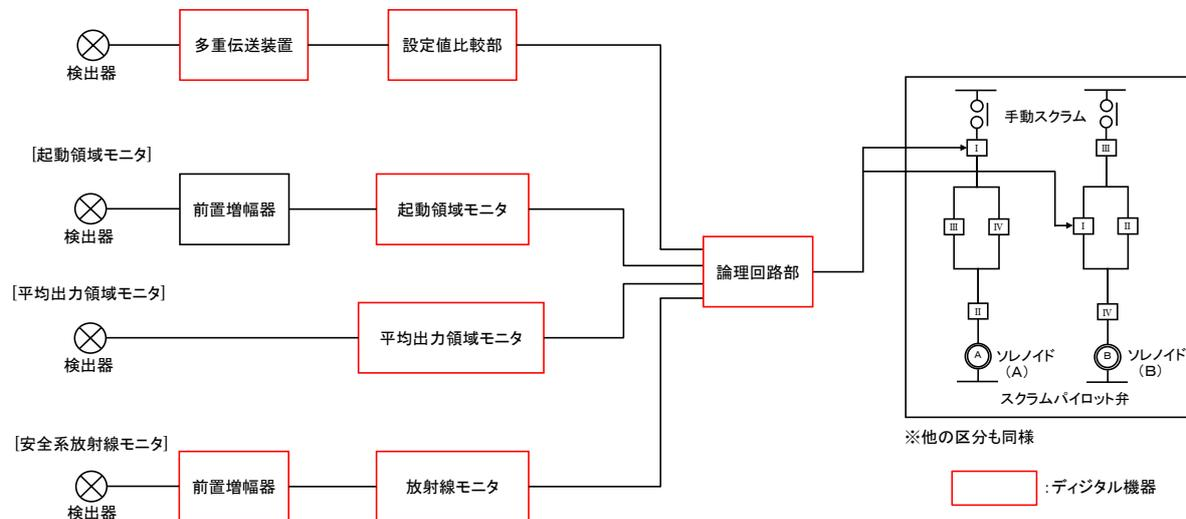 多重伝送装置
設定値比較部
検出器
[起動領域モニタ]
前置増幅器
起動領域モニタ
検出器
[平均出力領域モニタ]
平均出力領域モニタ
検出器
[安全系放射線モニタ]
前置増幅器
放射線モニタ
検出器
論理回路部
手動スクラム
I
III
III
IV
I
II
II
IV
A
ソレノイド
(A)
B
ソレノイド
(B)
スクラムパイロット弁
※他の区分も同様
:ディジタル機器